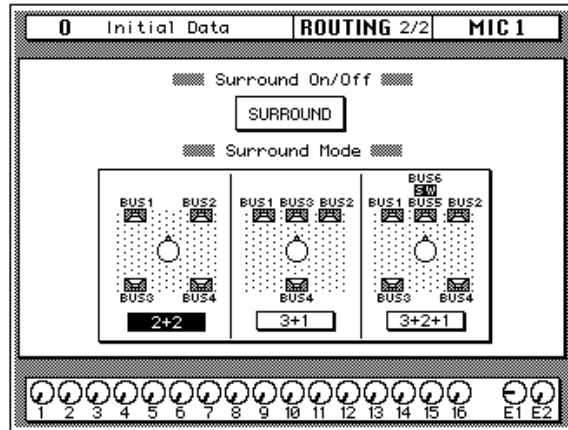 0 Initial Data ROUTING 2/2 MIC 1
Surround On/Off
SURROUND
Surround Mode
BUS6
SW
BUS1 BUS2 BUS1 BUS3 BUS2 BUS1 BUS5 BUS2
BUS3 BUS4 BUS4 BUS3 BUS4
2+2 3+1 3+2+1
1 2 3 4 5 6 7 8 9 10 11 12 13 14 15 16 E1 E2